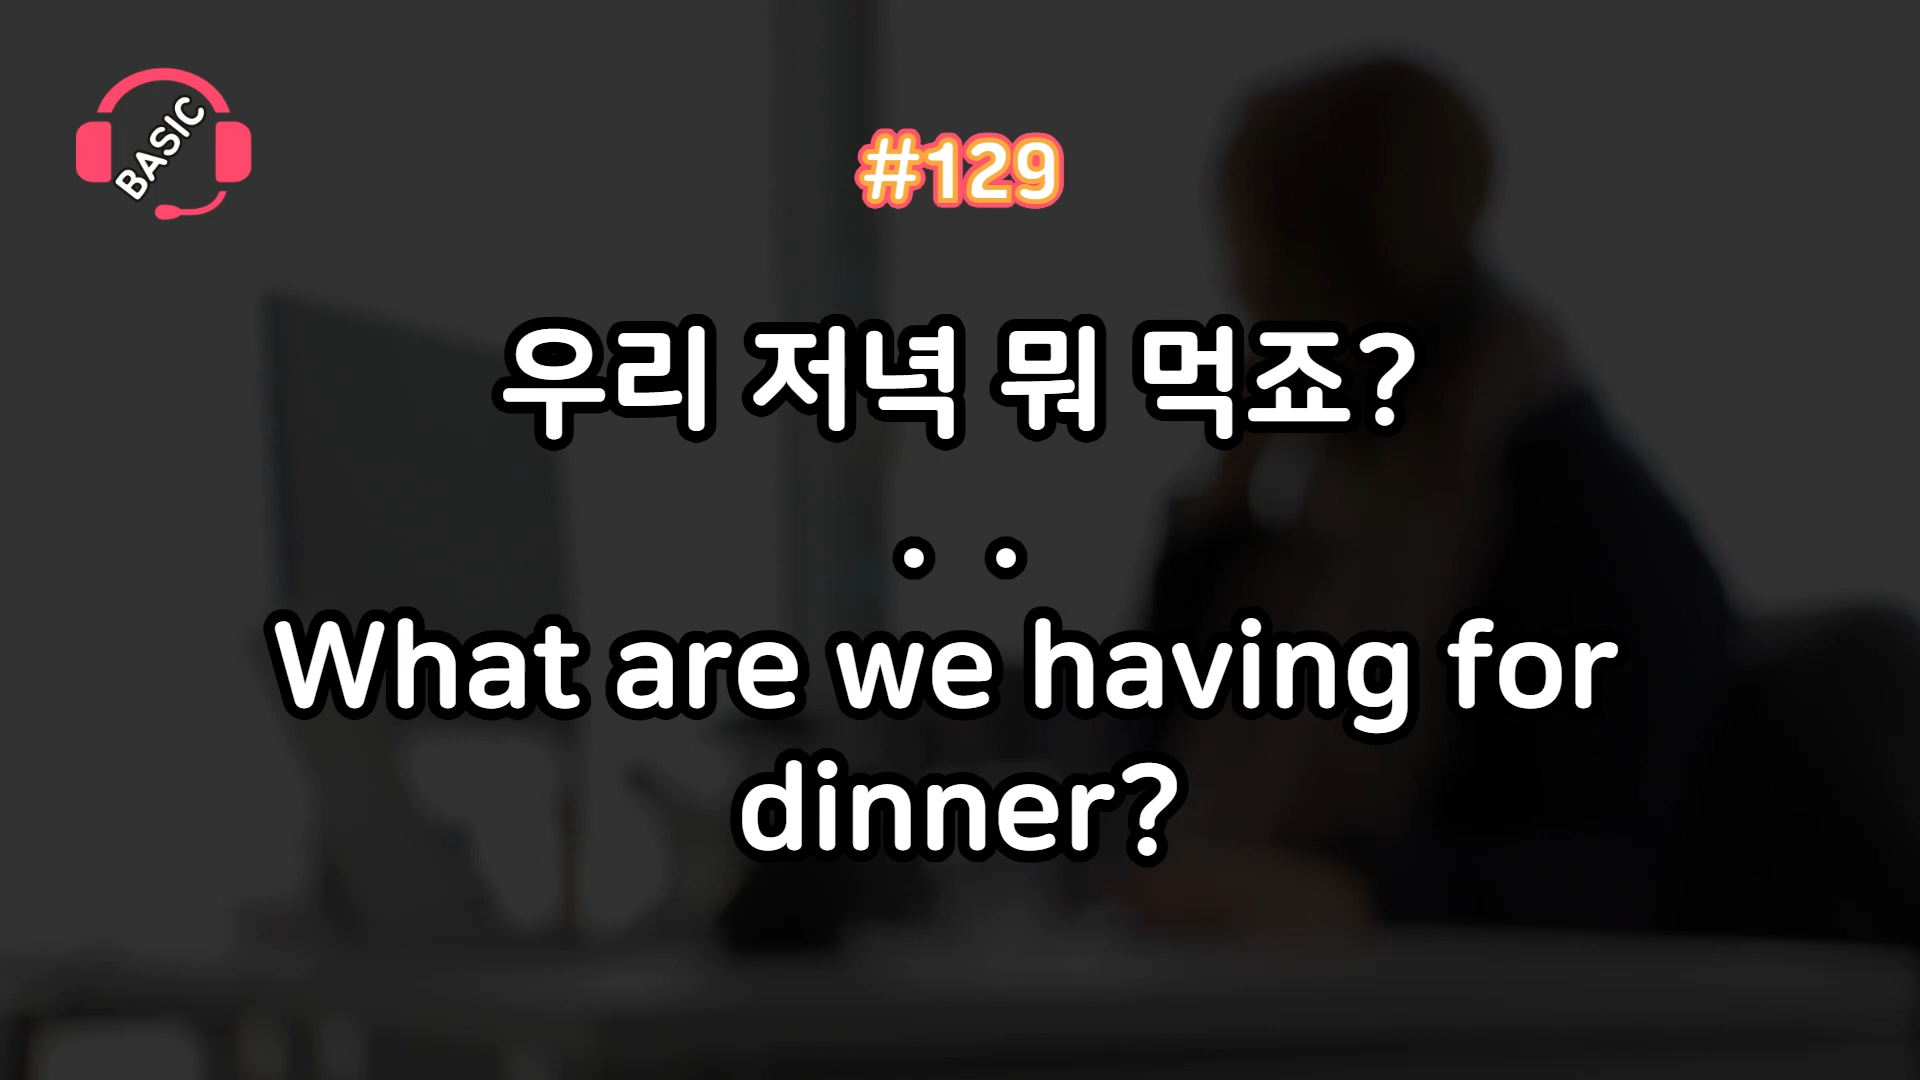 BASIC
#129
우리 저녁 뭐 먹죠?
. .
What are we having for
dinner?